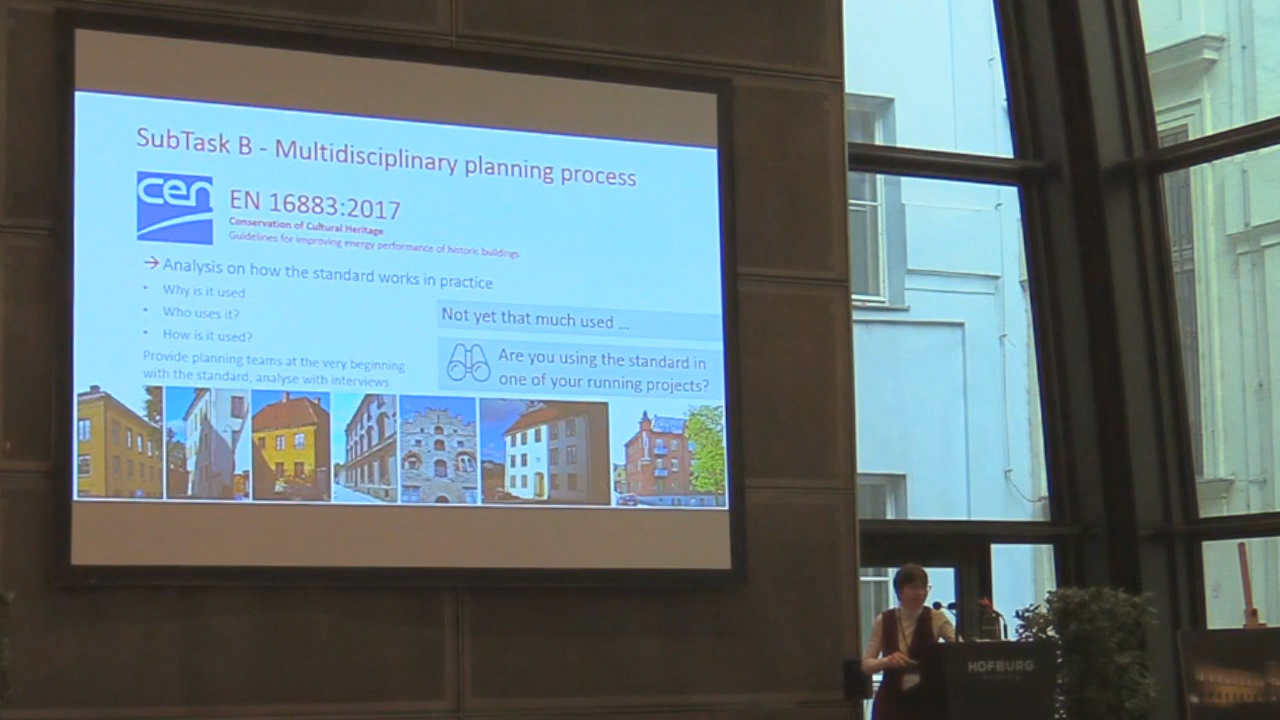 SubTask B - Multidisciplinary planning process
cen
EN 16883:2017
Conservation of Cultural Heritage
Guidelines for improving energy performance of historic buildings
→ Analysis on how the standard works in practice
• Why is it used
• Who uses it?
• How is it used?
Provide planning teams at the very beginning
with the standard, analyse with interviews
Not yet that much used ...
Are you using the standard in
one of your running projects?
HOFBURG